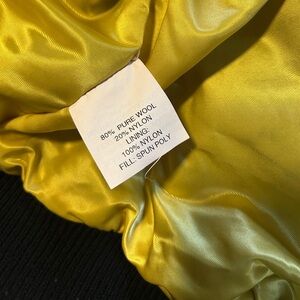 80% PURE WOOL
20% NYLON
LINING:
100% NYLON
FILL: SPUN POLY